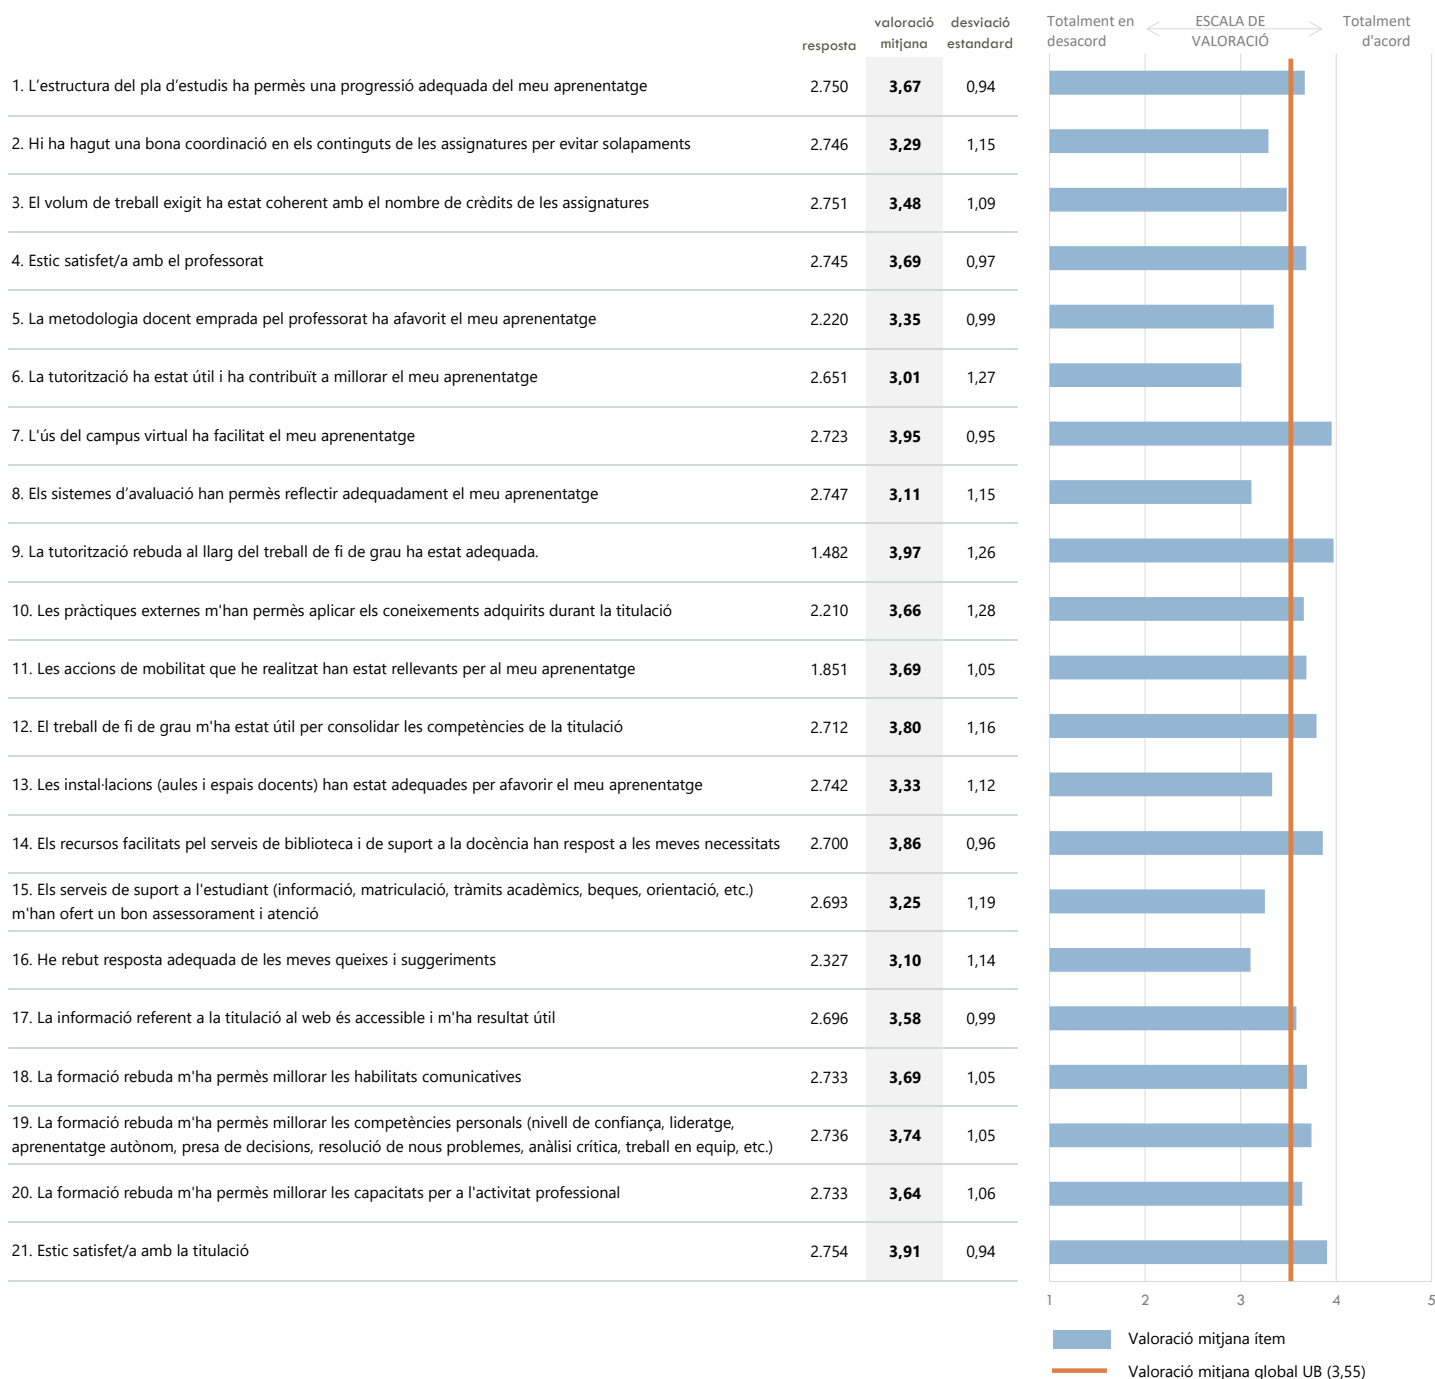 resposta
valoració
mitjana
desviació
estandard
Totalment en
desacord
ESCALA DE
VALORACIÓ
Totalment
d'acord
1. L’estructura del pla d’estudis ha permès una progressió adequada del meu aprenentatge 2.750 3,67 0,94
2. Hi ha hagut una bona coordinació en els continguts de les assignatures per evitar solapaments 2.746 3,29 1,15
3. El volum de treball exigit ha estat coherent amb el nombre de crèdits de les assignatures 2.751 3,48 1,09
4. Estic satisfet/a amb el professorat 2.745 3,69 0,97
5. La metodologia docent emprada pel professorat ha afavorit el meu aprenentatge 2.220 3,35 0,99
6. La tutorització ha estat útil i ha contribuït a millorar el meu aprenentatge 2.651 3,01 1,27
7. L'ús del campus virtual ha facilitat el meu aprenentatge 2.723 3,95 0,95
8. Els sistemes d’avaluació han permès reflectir adequadament el meu aprenentatge 2.747 3,11 1,15
9. La tutorització rebuda al llarg del treball de fi de grau ha estat adequada. 1.482 3,97 1,26
10. Les pràctiques externes m'han permès aplicar els coneixements adquirits durant la titulació 2.210 3,66 1,28
11. Les accions de mobilitat que he realitzat han estat rellevants per al meu aprenentatge 1.851 3,69 1,05
12. El treball de fi de grau m'ha estat útil per consolidar les competències de la titulació 2.712 3,80 1,16
13. Les instal·lacions (aules i espais docents) han estat adequades per afavorir el meu aprenentatge 2.742 3,33 1,12
14. Els recursos facilitats pel serveis de biblioteca i de suport a la docència han respost a les meves necessitats 2.700 3,86 0,96
15. Els serveis de suport a l'estudiant (informació, matriculació, tràmits acadèmics, beques, orientació, etc.)
m'han ofert un bon assessorament i atenció 2.693 3,25 1,19
16. He rebut resposta adequada de les meves queixes i suggeriments 2.327 3,10 1,14
17. La informació referent a la titulació al web és accessible i m'ha resultat útil 2.696 3,58 0,99
18. La formació rebuda m'ha permès millorar les habilitats comunicatives 2.733 3,69 1,05
19. La formació rebuda m'ha permès millorar les competències personals (nivell de confiança, lideratge,
aprenentatge autònom, presa de decisions, resolució de nous problemes, anàlisi crítica, treball en equip, etc.) 2.736 3,74 1,05
20. La formació rebuda m'ha permès millorar les capacitats per a l'activitat professional 2.733 3,64 1,06
21. Estic satisfet/a amb la titulació 2.754 3,91 0,94
1 2 3 4 5
Valoració mitjana ítem
Valoració mitjana global UB (3,55)